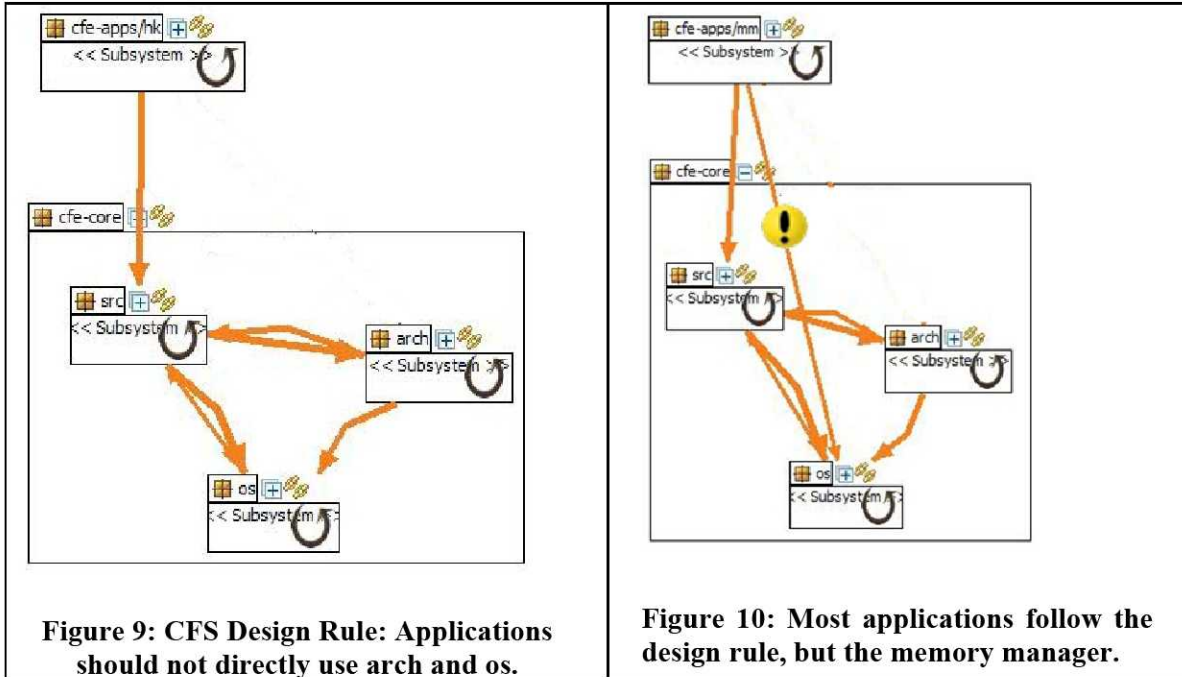 cfe-apps/hk
<< Subsystem >>
cfe-core
src
<< Subsystem >>
arch
<< Subsystem >>
os
<< Subsystem >>
Figure 9: CFS Design Rule: Applications
should not directly use arch and os.
cfe-apps/mm
<< Subsystem >>
cfe-core
src
<< Subsystem >>
arch
<< Subsystem >>
os
<< Subsystem >>
Figure 10: Most applications follow the
design rule, but the memory manager.